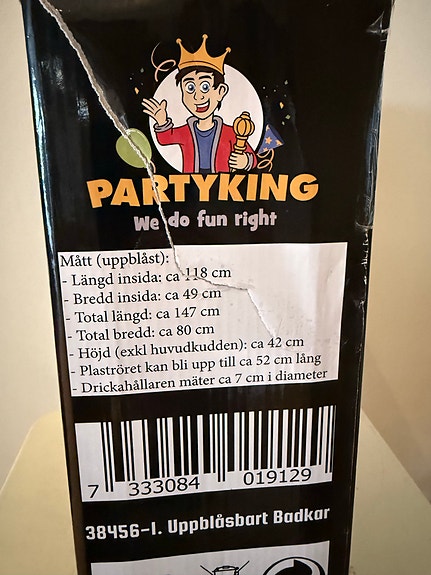 PARTYKING
We do fun right
Mått (uppblåst):
- Längd insida: ca 118 cm
- Bredd insida: ca 49 cm
- Total längd: ca 147 cm
- Total bredd: ca 80 cm
- Höjd (exkl huvudkudden): ca 42 cm
- Plaströret kan bli upp till ca 52 cm lång
- Drickahållaren mäter ca 7 cm i diameter
7 333084 019129
38456-1. Uppblåsbart Badkar